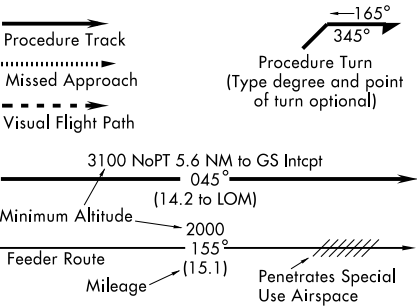 Procedure Track
Missed Approach
Visual Flight Path
165°
345°
Procedure Turn
(Type degree and point
of turn optional)
3100 NoPT 5.6 NM to GS Intcpt
045°
(14.2 to LOM)
Minimum Altitude
2000
155°
(15.1)
Feeder Route
Mileage
Penetrates Special
Use Airspace